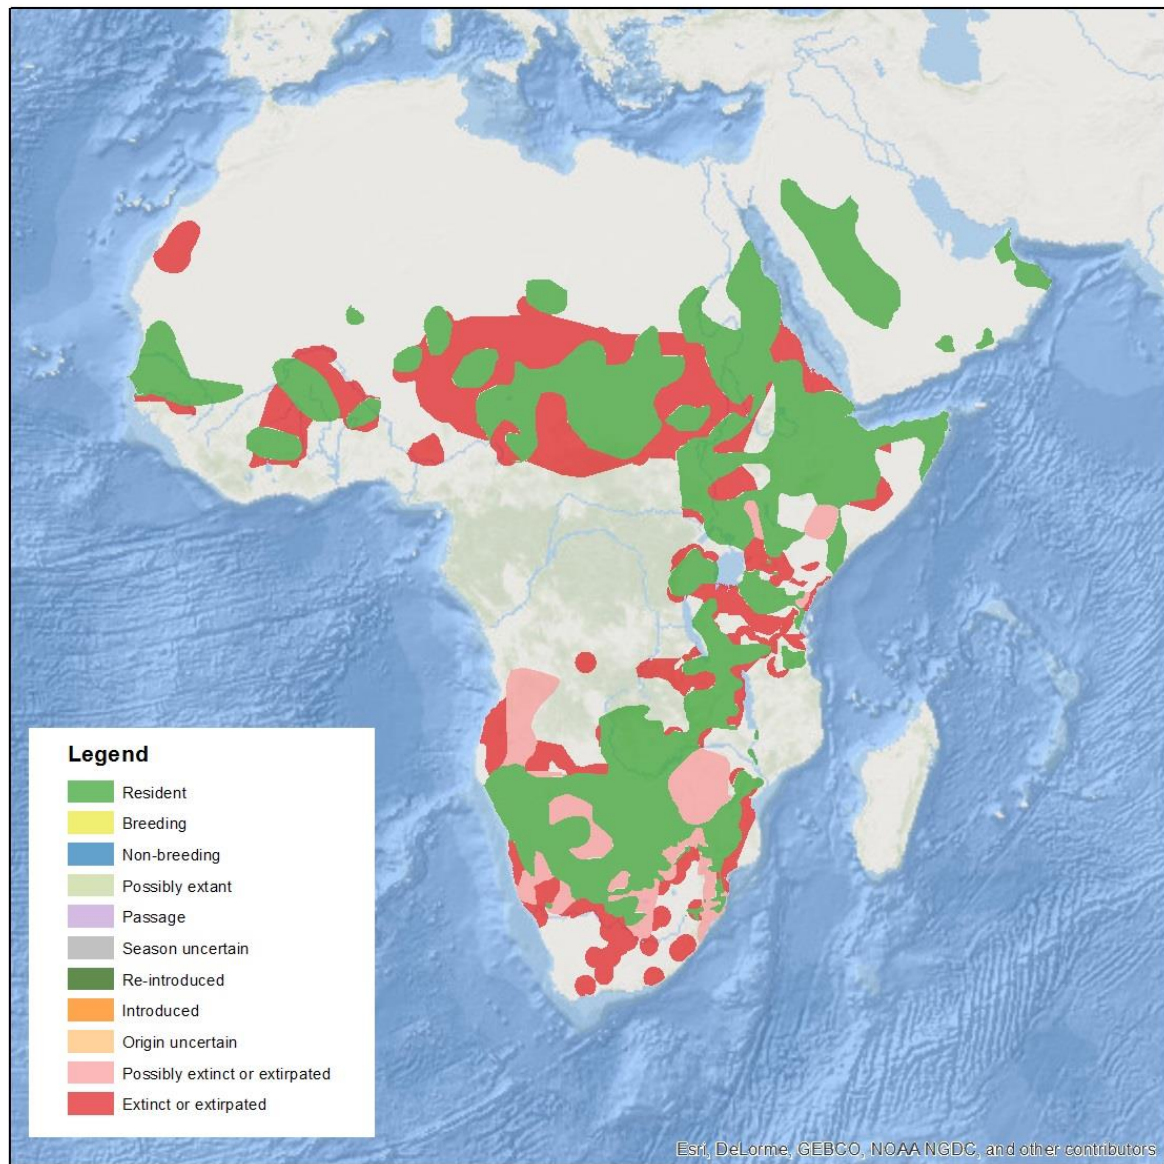 Legend
Resident
Breeding
Non-breeding
Possibly extant
Passage
Season uncertain
Re-introduced
Introduced
Origin uncertain
Possibly extinct or extirpated
Extinct or extirpated
Esri, DeLorme, GEBCO, NOAA NGDC, and other contributors